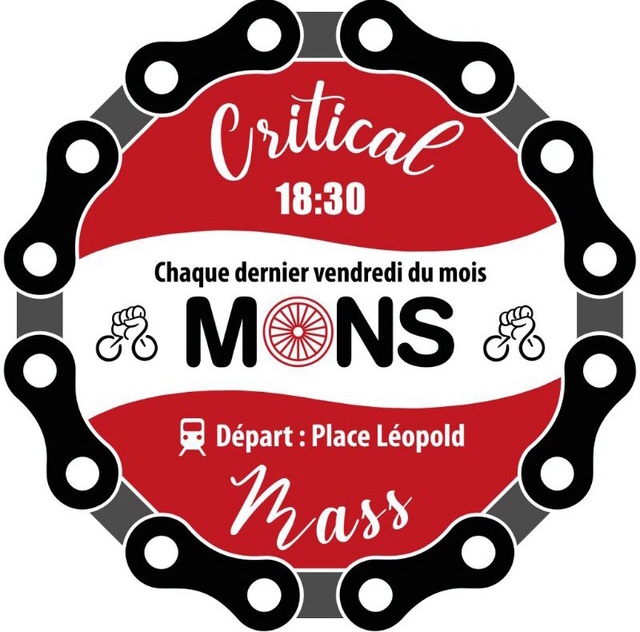 Critical
18:30
Chaque dernier vendredi du mois
MONS
Départ : Place Léopold
Mass